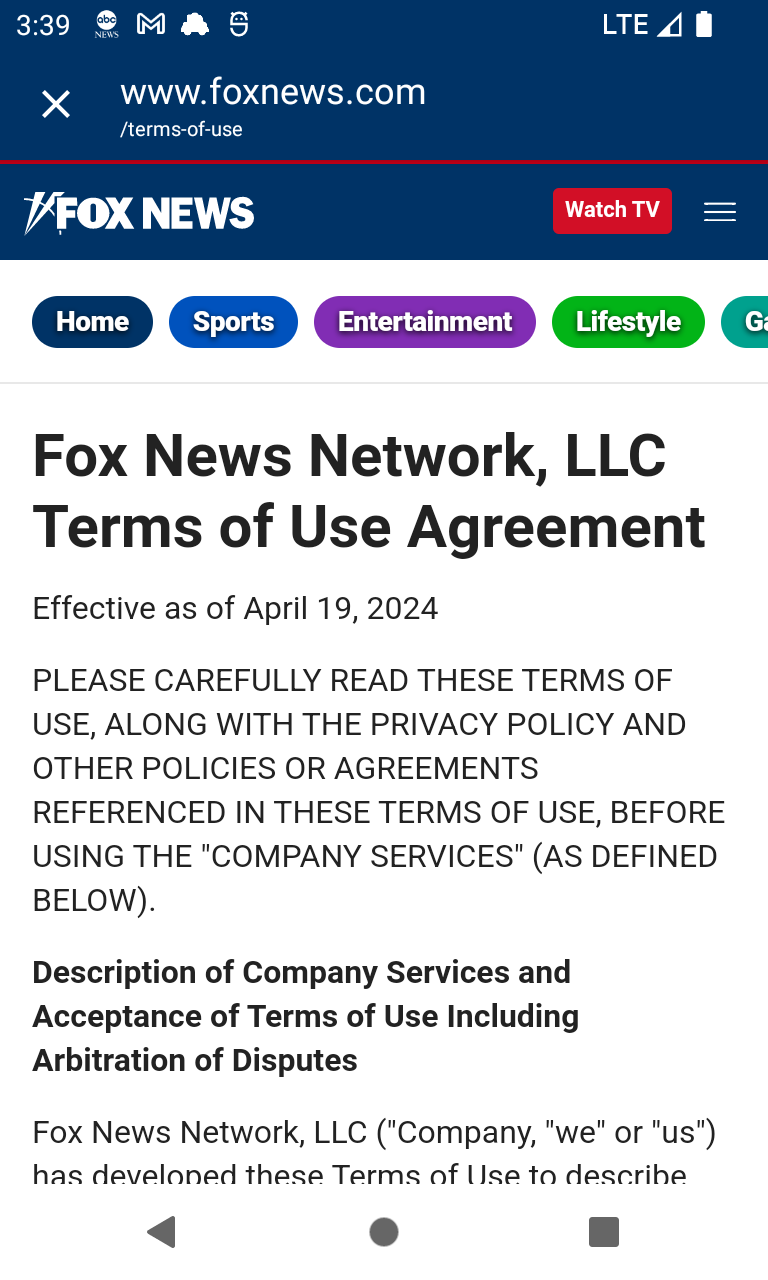 3:39
abc
NEWS
LTE
www.foxnews.com
/terms-of-use
FOX NEWS
Watch TV
Home
Sports
Entertainment
Lifestyle
Ga
Fox News Network, LLC
Terms of Use Agreement
Effective as of April 19, 2024
PLEASE CAREFULLY READ THESE TERMS OF
USE, ALONG WITH THE PRIVACY POLICY AND
OTHER POLICIES OR AGREEMENTS
REFERENCED IN THESE TERMS OF USE, BEFORE
USING THE "COMPANY SERVICES" (AS DEFINED
BELOW).
Description of Company Services and
Acceptance of Terms of Use Including
Arbitration of Disputes
Fox News Network, LLC ("Company, "we" or "us")
has developed these Terms of Use to describe